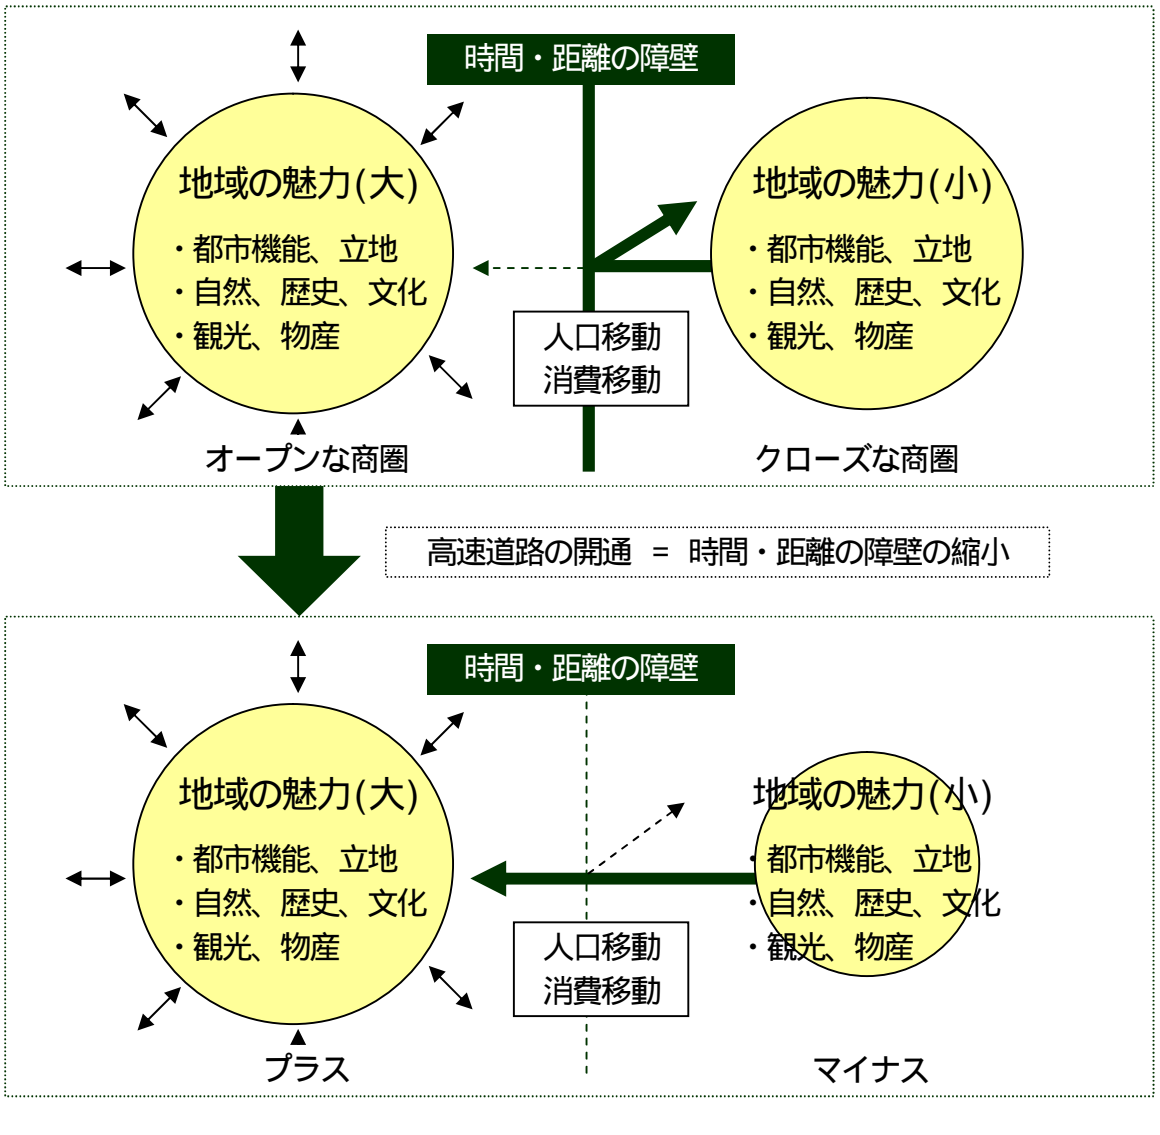 時間・距離の障壁
地域の魅力(大)
・都市機能、立地
・自然、歴史、文化
・観光、物産
地域の魅力(小)
・都市機能、立地
・自然、歴史、文化
・観光、物産
人口移動
消費移動
オープンな商圏
クローズな商圏
高速道路の開通 = 時間・距離の障壁の縮小
時間・距離の障壁
地域の魅力(大)
・都市機能、立地
・自然、歴史、文化
・観光、物産
地域の魅力(小)
・都市機能、立地
・自然、歴史、文化
・観光、物産
人口移動
消費移動
プラス
マイナス